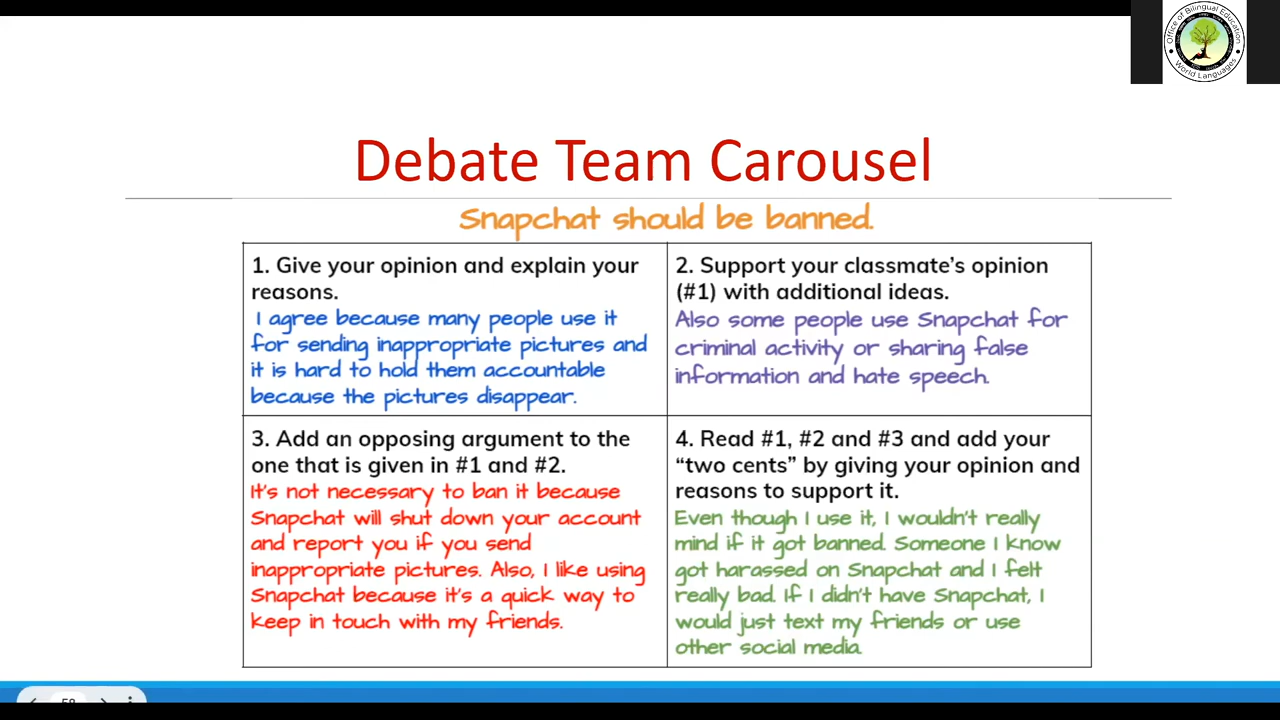 Office of Bilingual Education
World Languages
Debate Team Carousel
Snapchat should be banned.
1. Give your opinion and explain your
reasons.
I agree because many people use it
for sending inappropriate pictures and
it is hard to hold them accountable
because the pictures disappear.
2. Support your classmate's opinion
(#1) with additional ideas.
Also some people use Snapchat for
criminal activity or sharing false
information and hate speech.
3. Add an opposing argument to the
one that is given in #1 and #2.
It's not necessary to ban it because
Snapchat will shut down your account
and report you if you send
inappropriate pictures. Also, I like using
Snapchat because it's a quick way to
keep in touch with my friends.
4. Read #1, #2 and #3 and add your
“two cents” by giving your opinion and
reasons to support it.
Even though I use it, I wouldn't really
mind if it got banned. Someone I know
got harassed on Snapchat and I felt
really bad. If I didn't have Snapchat, I
would just text my friends or use
other social media.